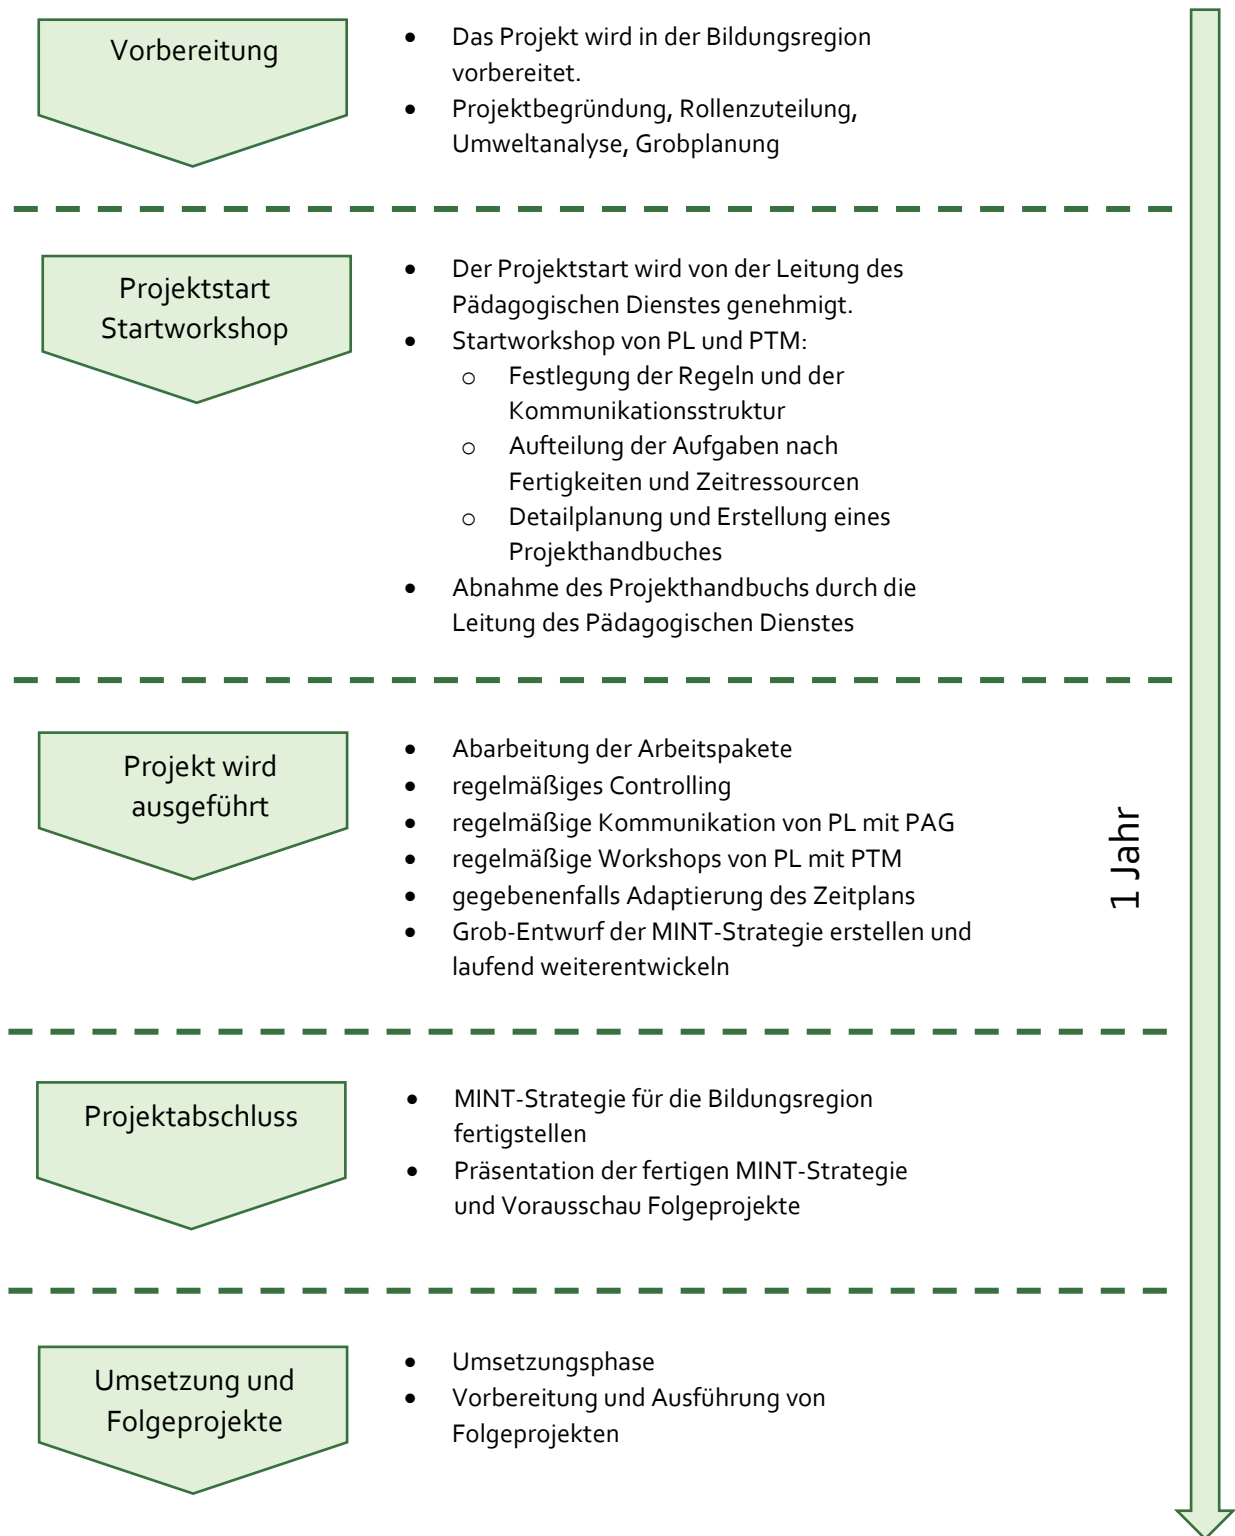 Vorbereitung
• Das Projekt wird in der Bildungsregion
vorbereitet.
• Projektbegründung, Rollenzuteilung,
Umweltanalyse, Grobplanung
Projektstart
Startworkshop
• Der Projektstart wird von der Leitung des
Pädagogischen Dienstes genehmigt.
• Startworkshop von PL und PTM:
o Festlegung der Regeln und der
Kommunikationsstruktur
o Aufteilung der Aufgaben nach
Fertigkeiten und Zeitressourcen
o Detailplanung und Erstellung eines
Projekthandbuches
• Abnahme des Projekthandbuchs durch die
Leitung des Pädagogischen Dienstes
Projekt wird
ausgeführt
• Abarbeitung der Arbeitspakete
• regelmäßiges Controlling
• regelmäßige Kommunikation von PL mit PAG
• regelmäßige Workshops von PL mit PTM
• gegebenenfalls Adaptierung des Zeitplans
• Grob-Entwurf der MINT-Strategie erstellen und
laufend weiterentwickeln
1 Jahr
Projektabschluss
• MINT-Strategie für die Bildungsregion
fertigstellen
• Präsentation der fertigen MINT-Strategie
und Vorausschau Folgeprojekte
Umsetzung und
Folgeprojekte
• Umsetzungsphase
• Vorbereitung und Ausführung von
Folgeprojekten